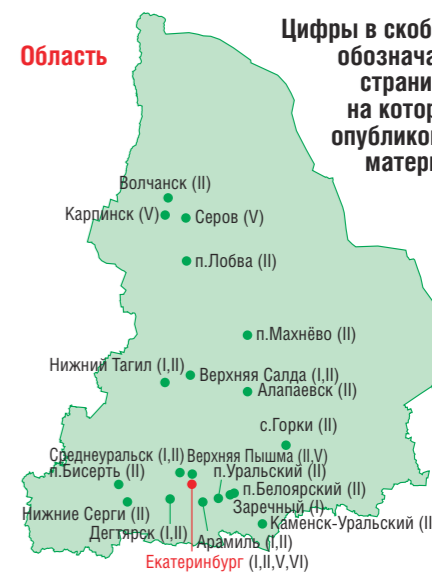 Область
Цифры в скоб
обознача
страни
на котор
опубликов
матери
Волчанск (II)
Карпинск (V)
Серов (V)
п.Лобва (II)
п.Махнёво (II)
Нижний Тагил (I,II)
Верхняя Салда (I,II)
Алапаевск (II)
с.Горки (II)
Среднеуральск (I,II)
Верхняя Пышма (II,V)
п.Бисерть (II)
п.Уральский (II)
п.Белоярский (II)
Заречный (I)
Нижние Серги (II)
Каменск-Уральский (II
Дегтярск (I,II)
Арамиль (I,II)
Екатеринбург (I,II,V,VI)